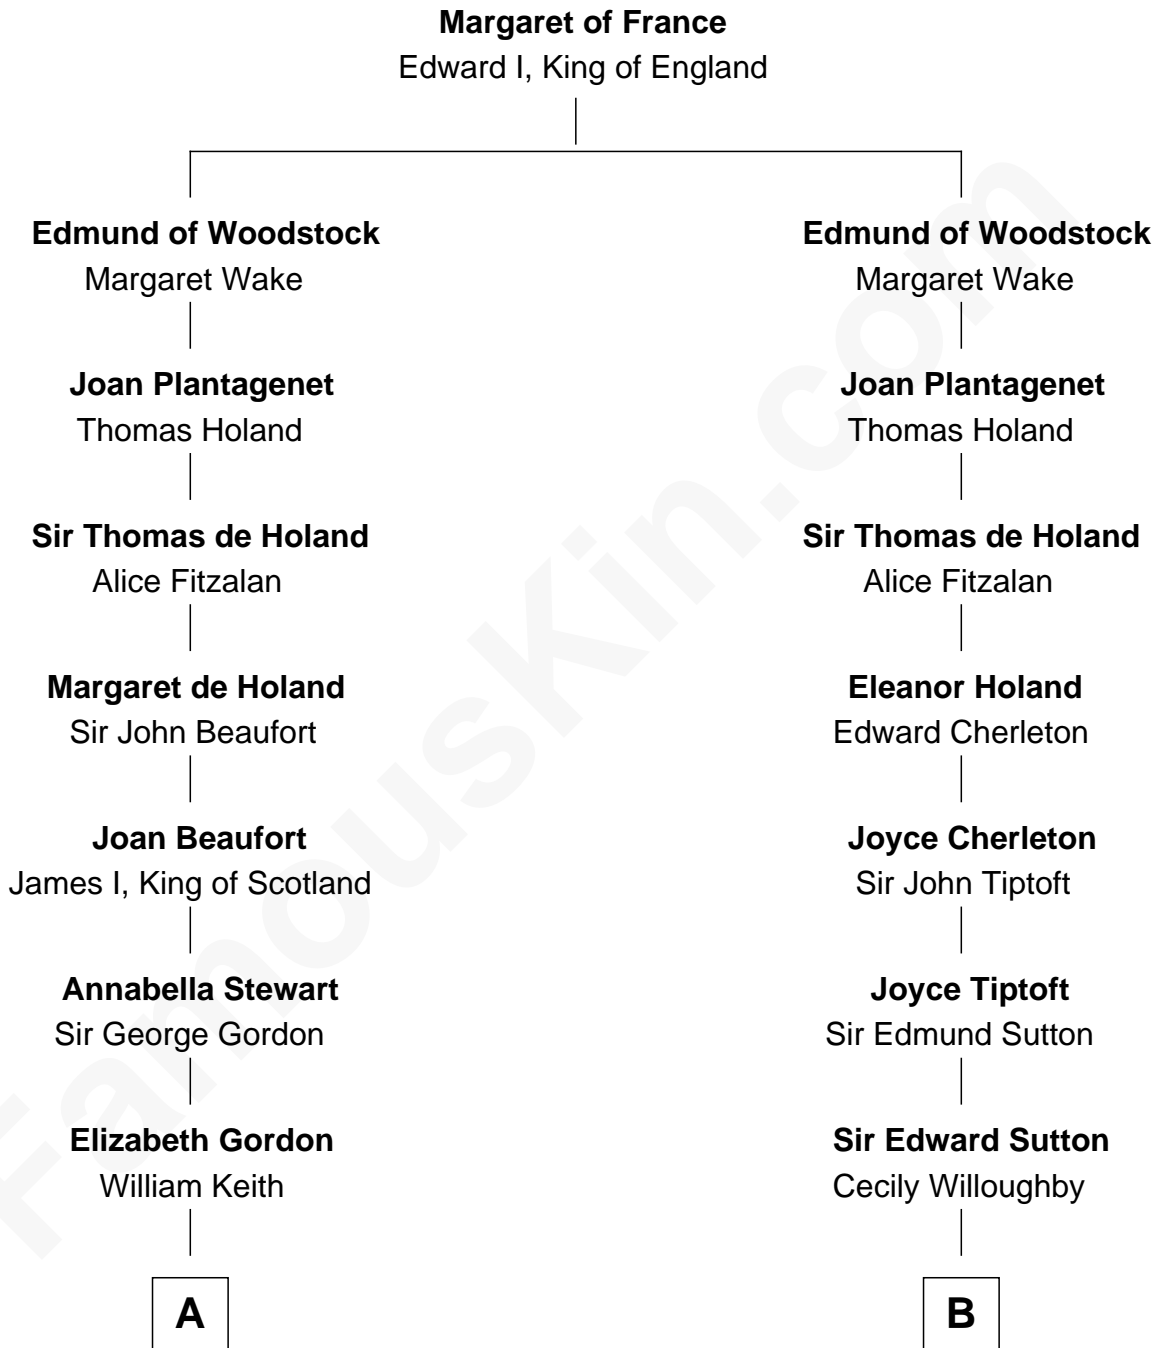 Margaret of France
Edward I, King of England
Edmund of Woodstock
Margaret Wake
Edmund of Woodstock
Margaret Wake
Joan Plantagenet
Thomas Holand
Joan Plantagenet
Thomas Holand
Sir Thomas de Holand
Alice Fitzalan
Sir Thomas de Holand
Alice Fitzalan
Margaret de Holand
Sir John Beaufort
Eleanor Holand
Edward Cherleton
Joan Beaufort
James I, King of Scotland
Joyce Cherleton
Sir John Tiptoft
Annabella Stewart
Sir George Gordon
Joyce Tiptoft
Sir Edmund Sutton
Elizabeth Gordon
William Keith
Sir Edward Sutton
Cecily Willoughby
A
B
FamousKin.com